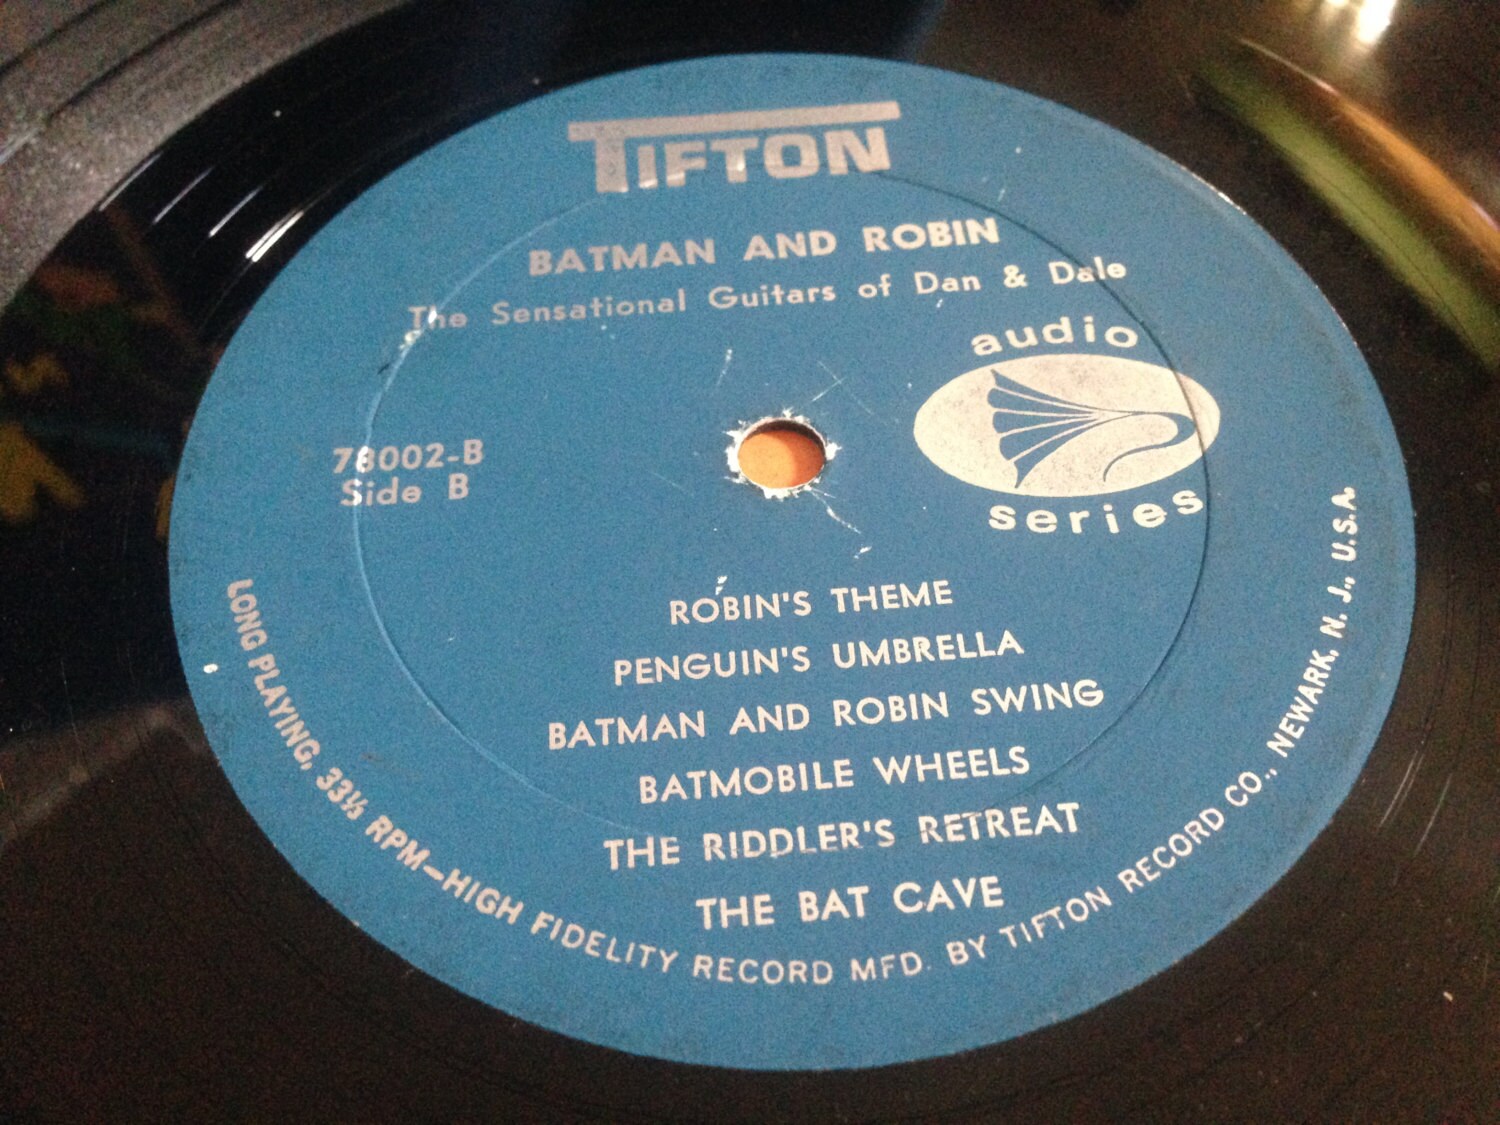 TIFTON
BATMAN AND ROBIN
The Sensational Guitars of Dan & Dale
audio
series
78002-B
Side B
ROBIN'S THEME
PENGUIN'S UMBRELLA
BATMAN AND ROBIN SWING
BATMOBILE WHEELS
THE RIDDLER'S RETREAT
THE BAT CAVE
LONG PLAYING, 33⅓ RPM—HIGH FIDELITY RECORD MFD. BY TIFTON RECORD CO., NEWARK, N. J., U.S.A.